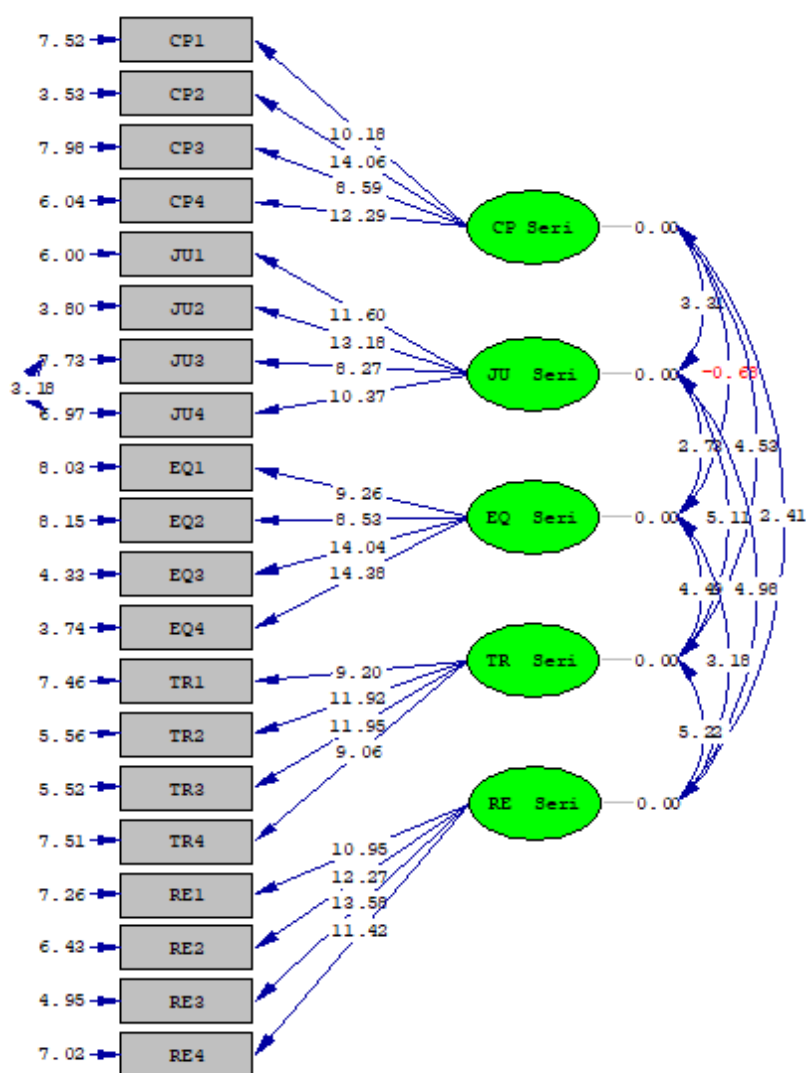 7.52 CP1
3.53 CP2
7.98 CP3
6.04 CP4
6.00 JU1
3.80 JU2
7.73 JU3
3.18
6.97 JU4
8.03 EQ1
8.15 EQ2
4.33 EQ3
3.74 EQ4
7.46 TR1
5.56 TR2
5.52 TR3
7.51 TR4
7.26 RE1
6.43 RE2
4.95 RE3
7.02 RE4
10.18
14.06
8.59
12.29
11.60
13.18
8.27
10.37
9.26
8.53
14.04
14.38
9.20
11.92
11.95
9.06
10.95
12.27
13.58
11.42
CP Seri 0.00
JU Seri 0.00
EQ Seri 0.00
TR Seri 0.00
RE Seri 0.00
4.53
2.41
5.11
4.98
3.18
5.22